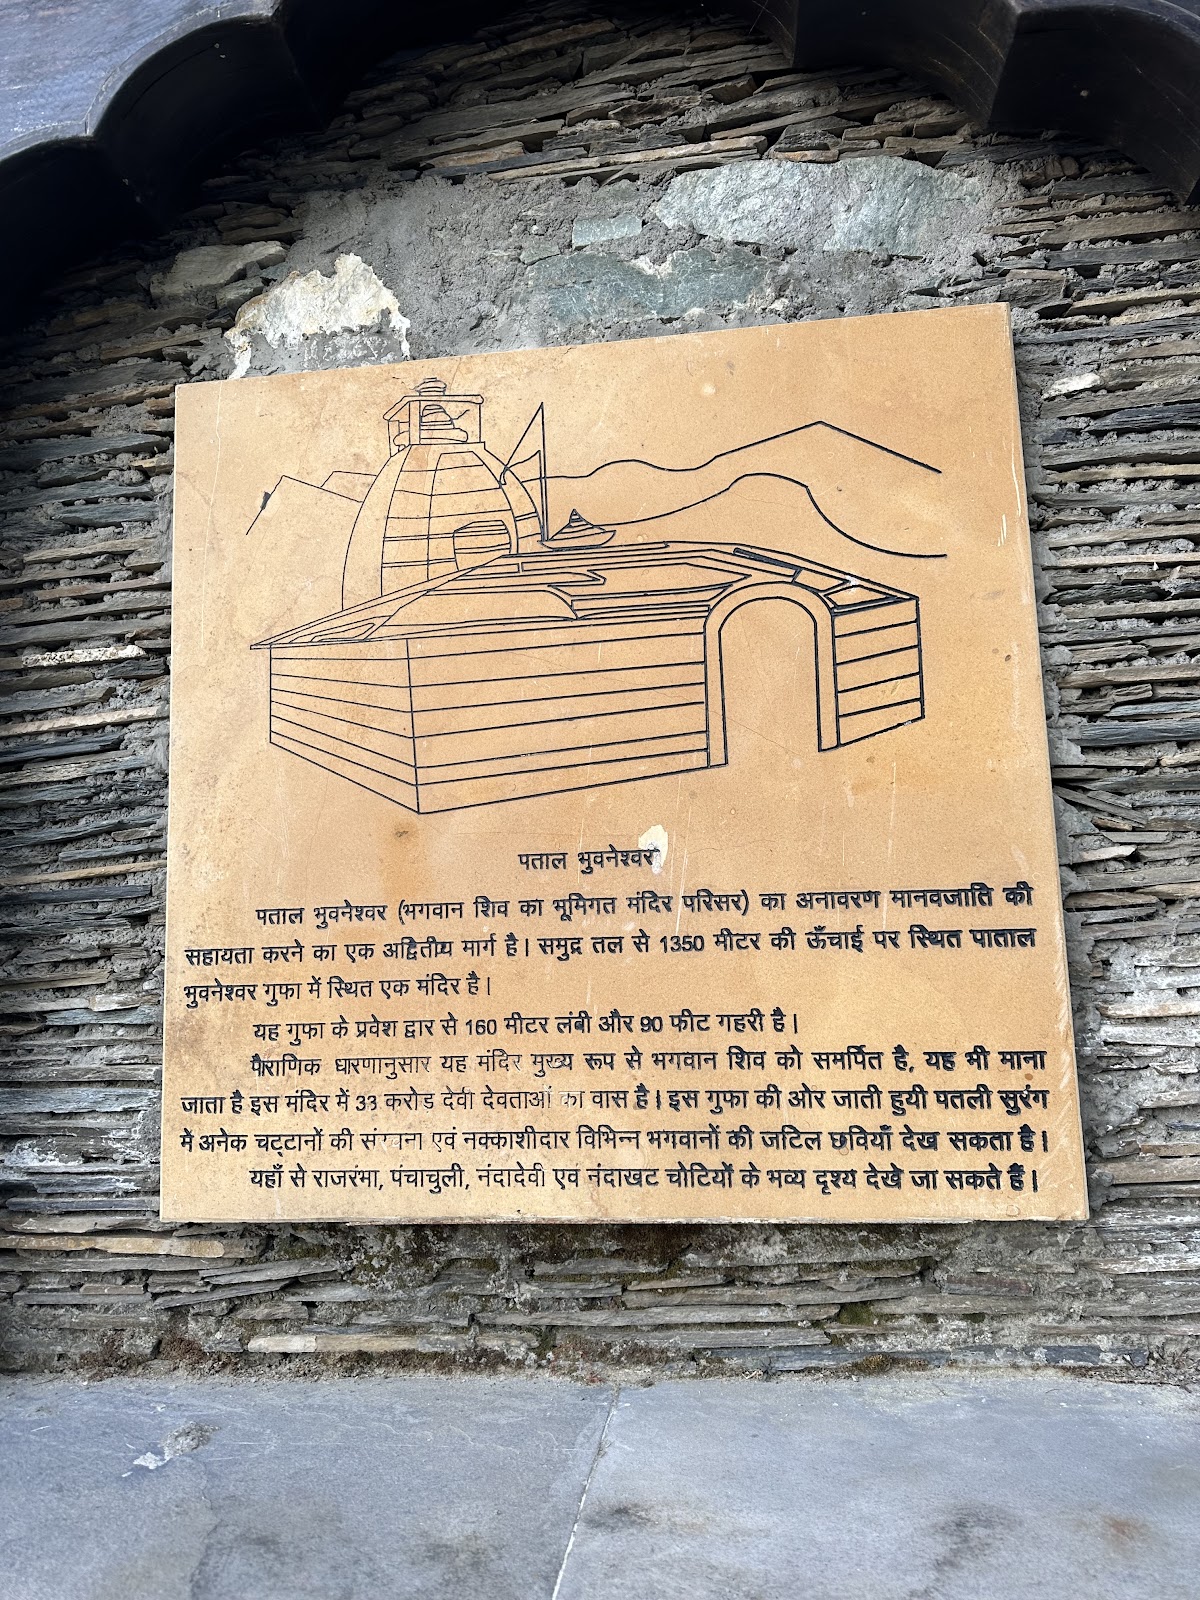 पताल भुवनेश्वर
पताल भुवनेश्वर (भगवान शिव का भूमिगत मंदिर परिसर) का अनावरण मानवजाति की
सहायता करने का एक अद्वितीय मार्ग है। समुद्र तल से 1350 मीटर की ऊँचाई पर स्थित पाताल
भुवनेश्वर गुफा में स्थित एक मंदिर है।
यह गुफा के प्रवेश द्वार से 160 मीटर लंबी और 90 फीट गहरी है।
पैराणिक धारणानुसार यह मंदिर मुख्य रूप से भगवान शिव को समर्पित है, यह भी माना
जाता है इस मंदिर में 33 करोड देवी देवताओं का वास है। इस गुफा की ओर जाती हुयी पतली सुरंग
में अनेक चट्टानों की एवं नक्काशीदार विभिन्न भगवानों की जटिल छवियाँ देख सकता है।
यहाँ से राजरंभा, पंचाचुली, नंदादेवी एवं नंदाखट चोटियों के भव्य दृश्य देखे जा सकते हैं।